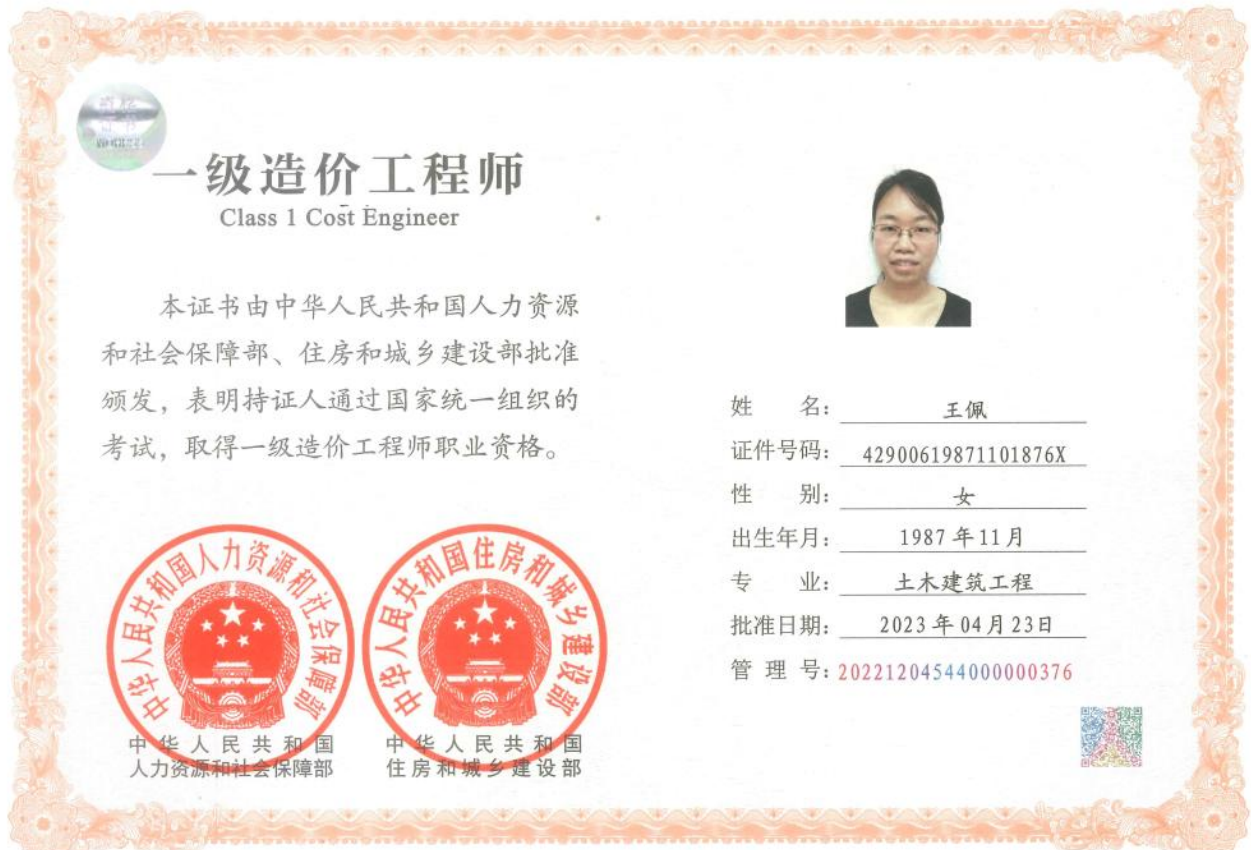 一级造价工程师
Class 1 Cost Engineer
本证书由中华人民共和国人力资源
和社会保障部、住房和城乡建设部批准
颁发，表明持证人通过国家统一组织的
考试，取得一级造价工程师职业资格。
中华人民共和国人力资源和社会保障部
中华人民共和国住房和城乡建设部
中华人民共和国
人力资源和社会保障部
中华人民共和国
住房和城乡建设部
姓 名：王佩
证件号码：42900619871101876X
性 别：女
出生年月：1987年11月
专 业：土木建筑工程
批准日期：2023年04月23日
管 理 号：20221204544000000376